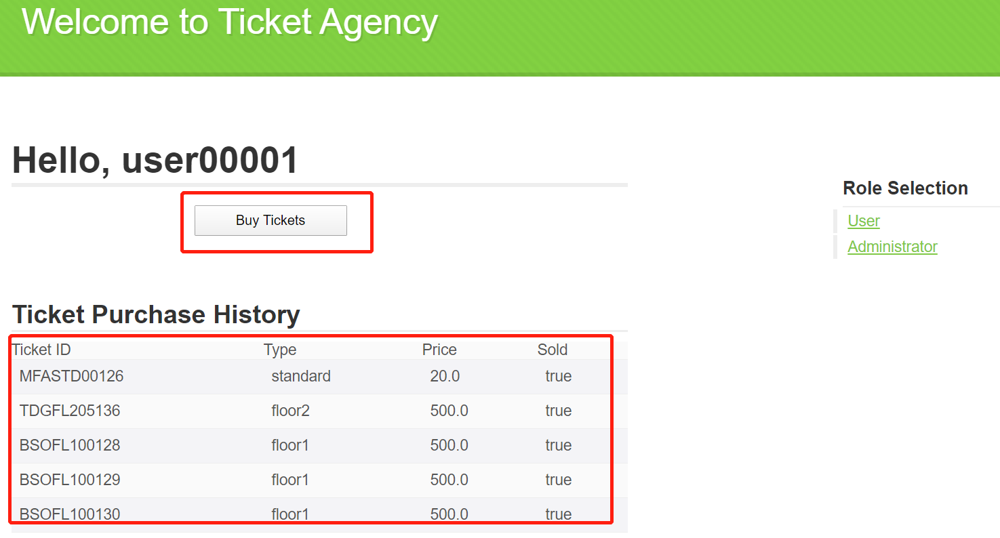 Welcome to Ticket Agency
Hello, user00001
Buy Tickets
Role Selection
User
Administrator
Ticket Purchase History
Ticket ID Type Price Sold
MFASTD00126 standard 20.0 true
TDGFL205136 floor2 500.0 true
BSOFL100128 floor1 500.0 true
BSOFL100129 floor1 500.0 true
BSOFL100130 floor1 500.0 true